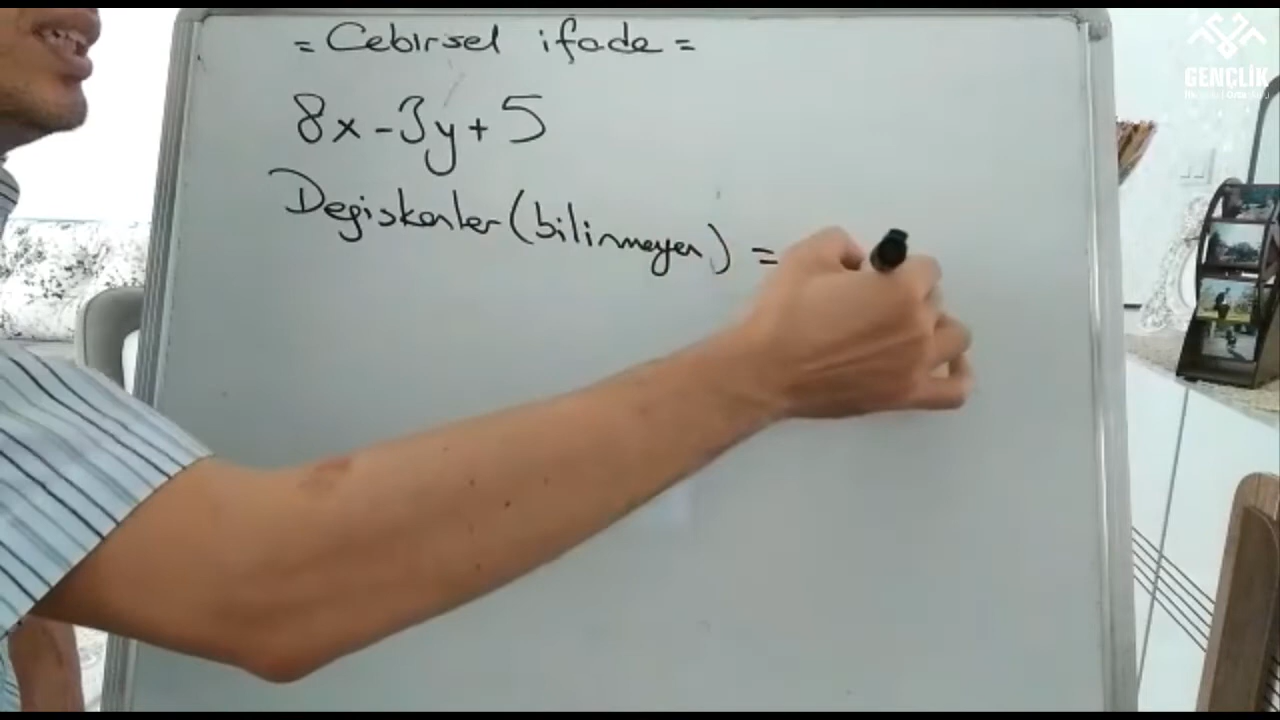 = Cebirsel ifade =
8x - 3y + 5
Degiskenler (bilinmeyen) =
GENÇLİK